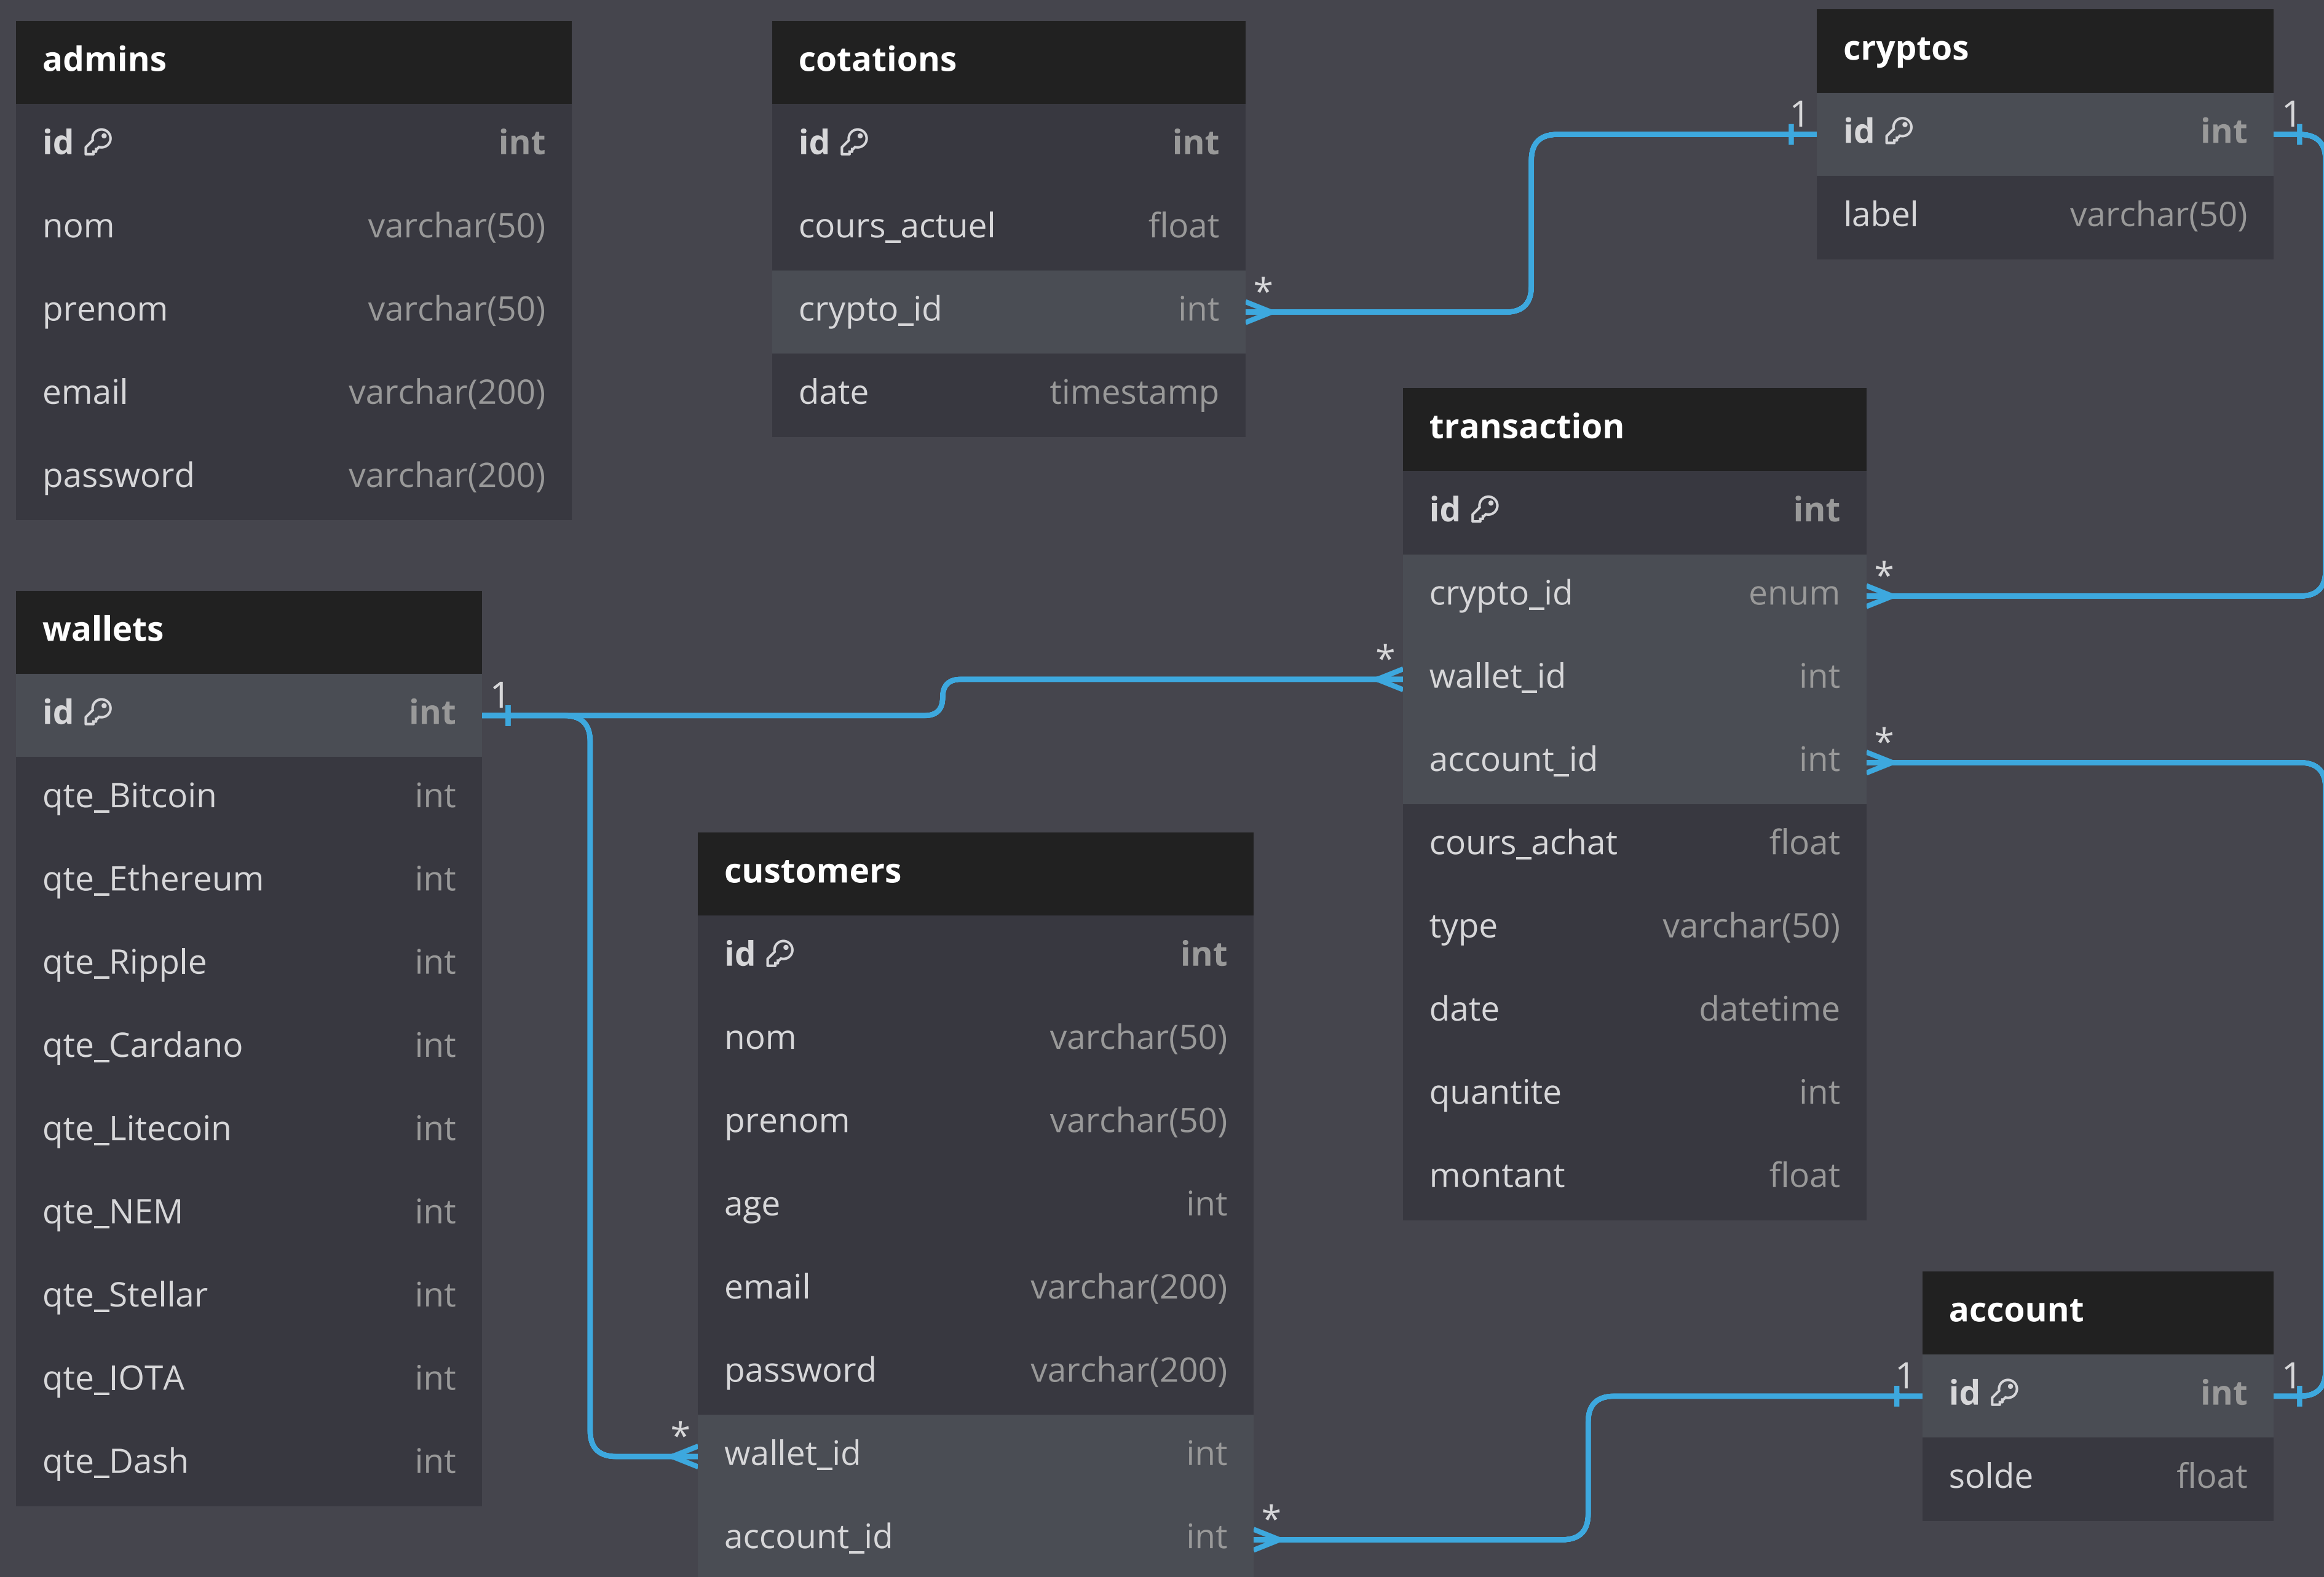 admins
id int
nom varchar(50)
prenom varchar(50)
email varchar(200)
password varchar(200)
cotations
id int
cours_actuel float
crypto_id int
date timestamp
*
1
cryptos
id int
label varchar(50)
1
transaction
id int
crypto_id enum
wallet_id int
account_id int
cours_achat float
type varchar(50)
date datetime
quantite int
montant float
*
*
*
wallets
id int
qte_Bitcoin int
qte_Ethereum int
qte_Ripple int
qte_Cardano int
qte_Litecoin int
qte_NEM int
qte_Stellar int
qte_IOTA int
qte_Dash int
1
customers
id int
nom varchar(50)
prenom varchar(50)
age int
email varchar(200)
password varchar(200)
wallet_id int
account_id int
*
*
1
account
id int
solde float
1